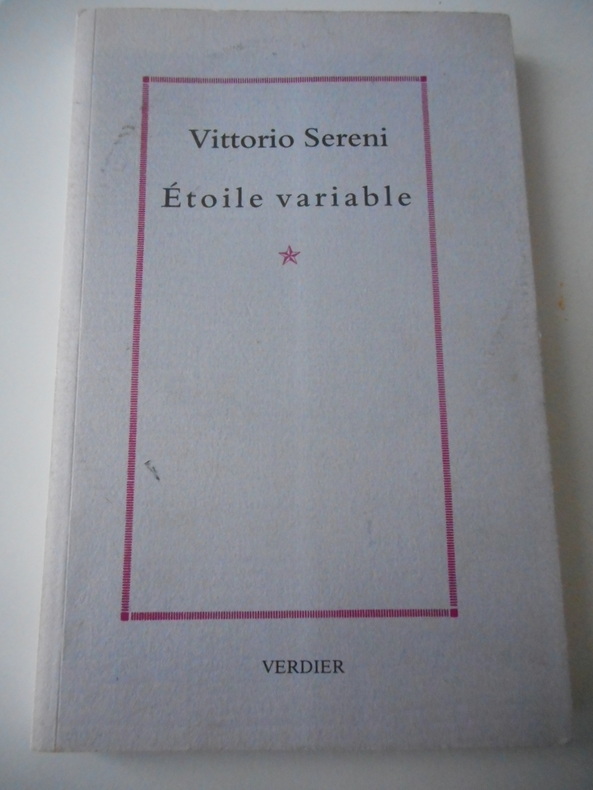 Vittorio Sereni
Étoile variable
VERDIER